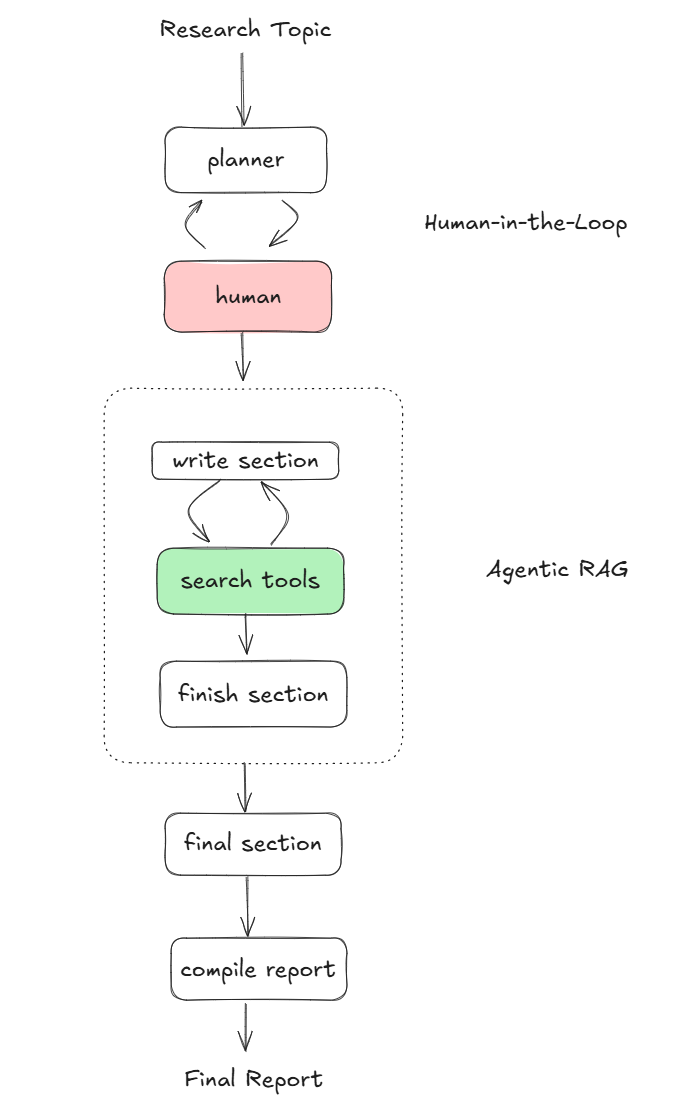 Research Topic
planner
Human-in-the-Loop
human
write section
Agentic RAG
search tools
finish section
final section
compile report
Final Report